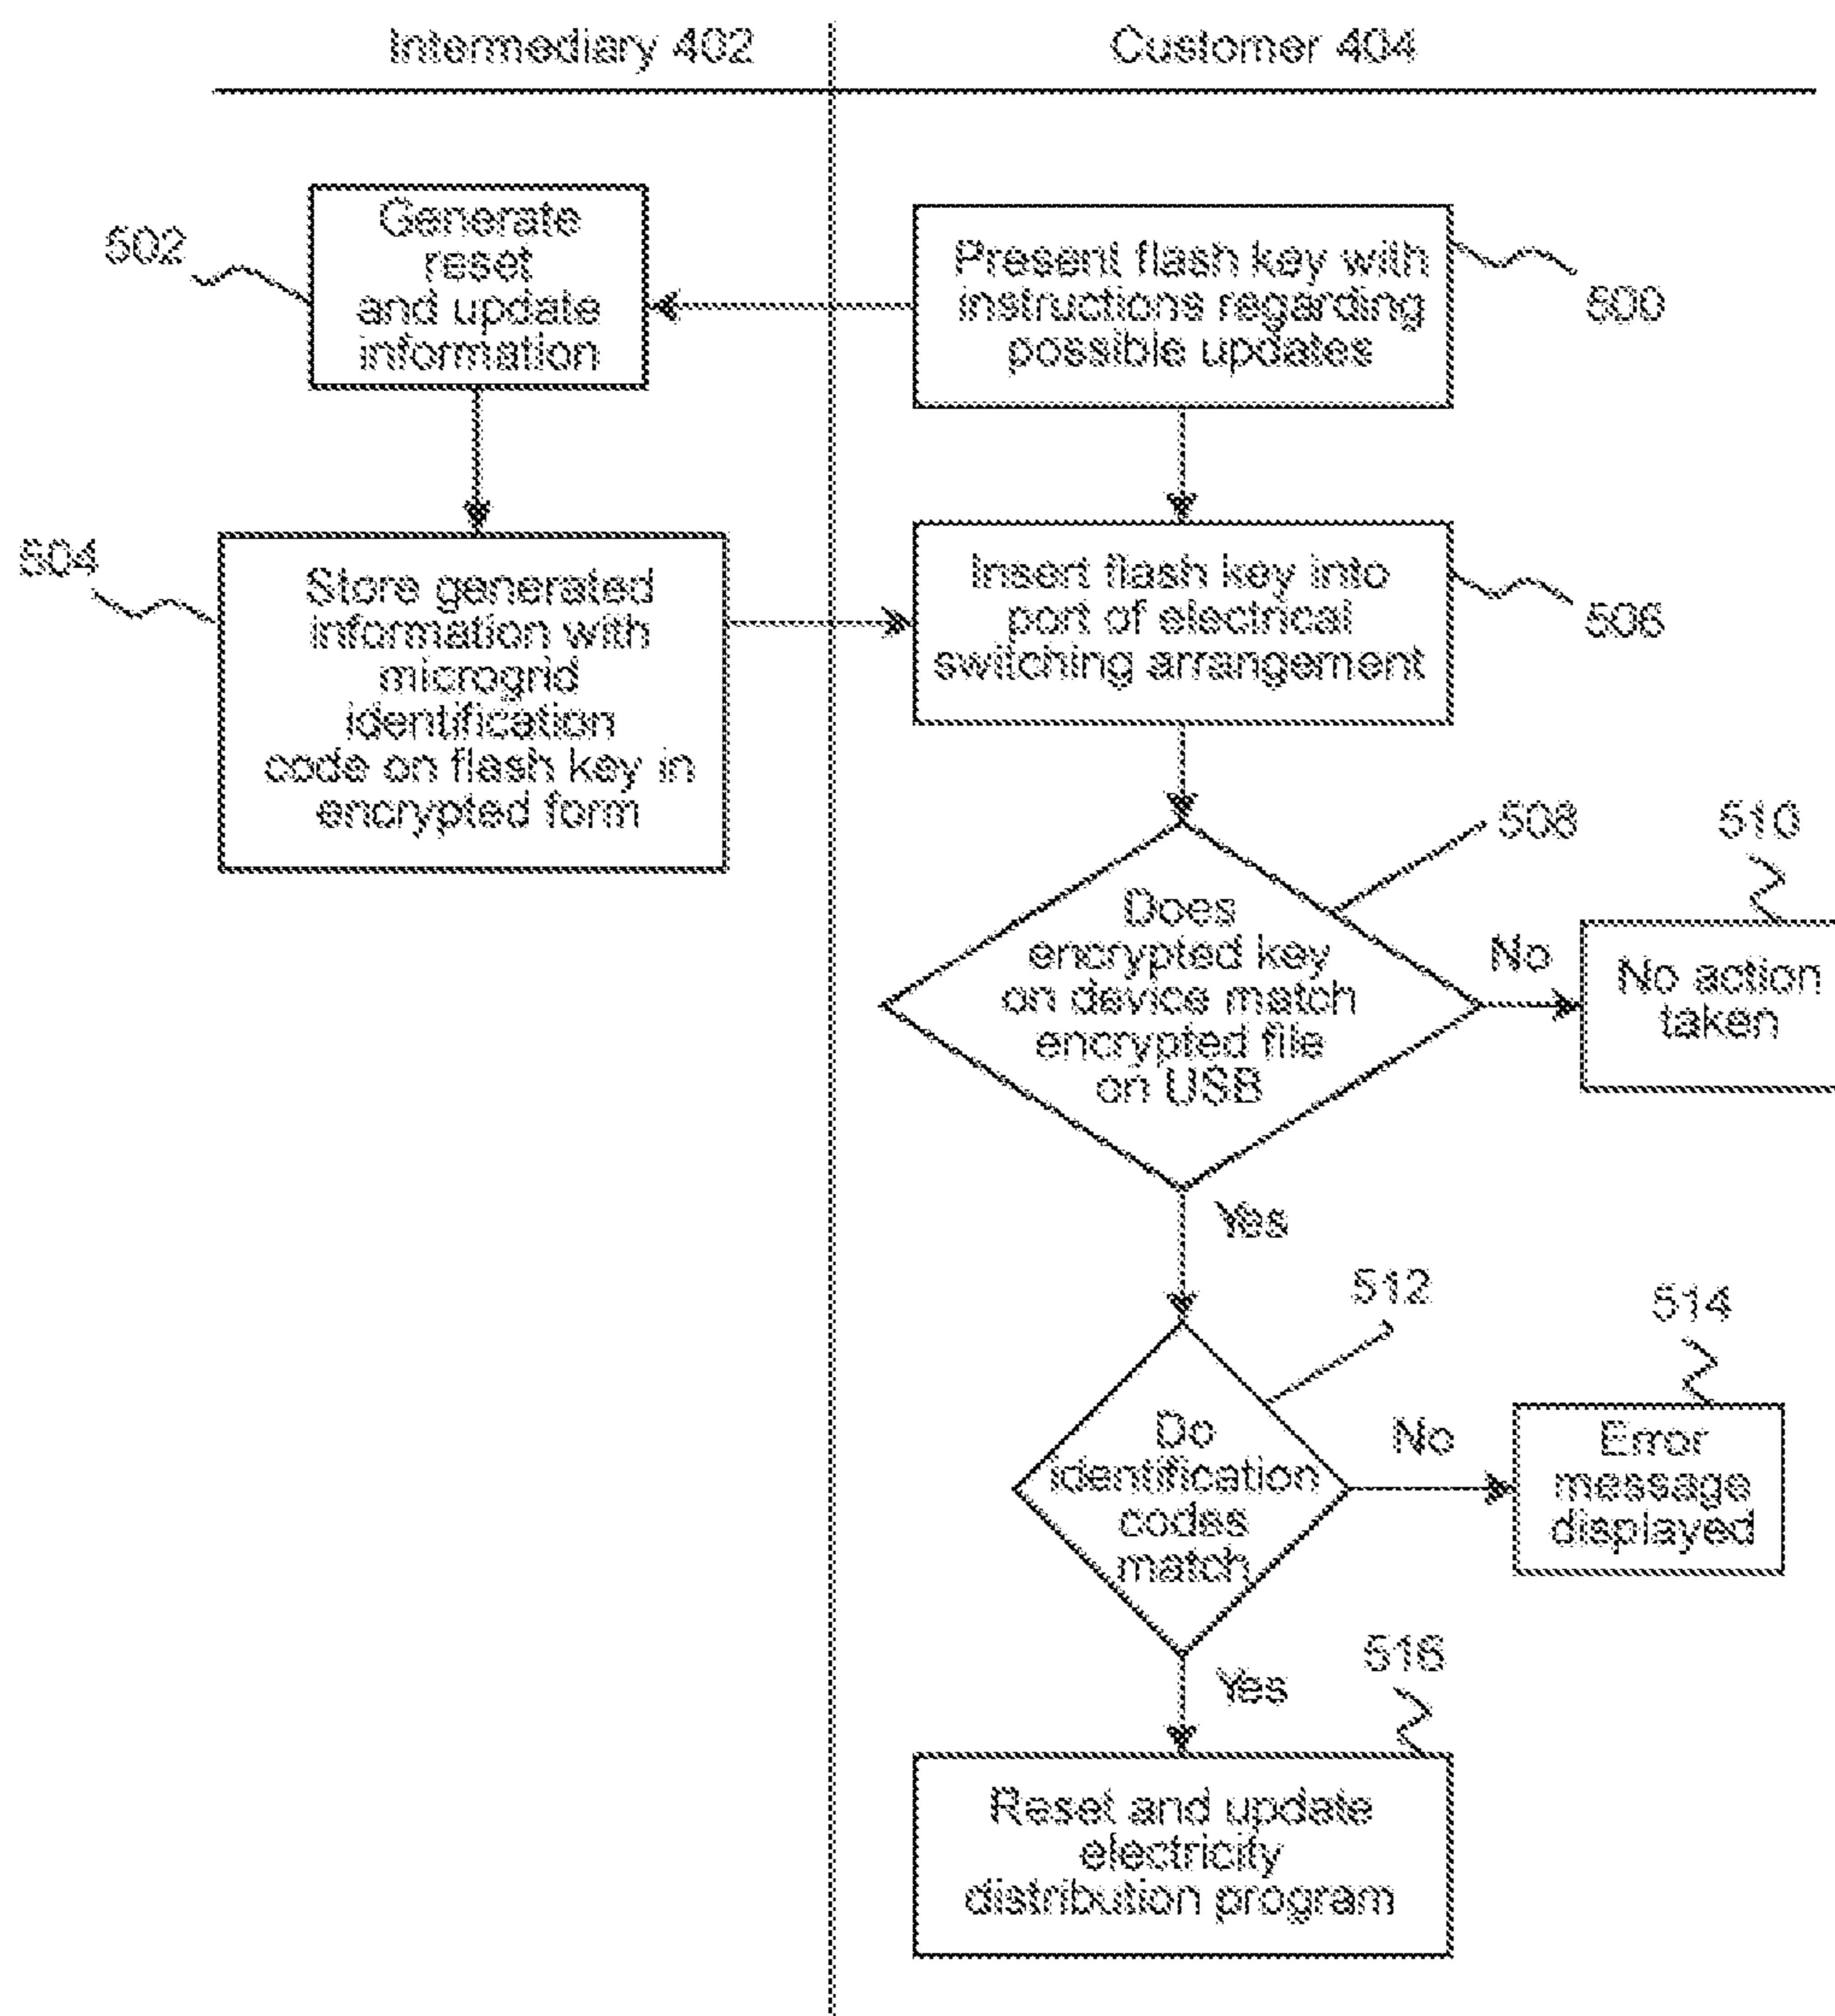 Intermediary 402
Customer 404
502
Generate
reset
and update
information
Present flash key with
instructions regarding
possible updates
500
504
Store generated
information with
microgrid
identification
code on flash key in
encrypted form
Insert flash key into
port of electrical
switching arrangement
506
508
510
Does
encrypted key
on device match
encrypted file
on USB
No
No action
taken
Yes
512
514
Do
identification
codes
match
No
Error
message
displayed
Yes
516
Reset and update
electricity
distribution program